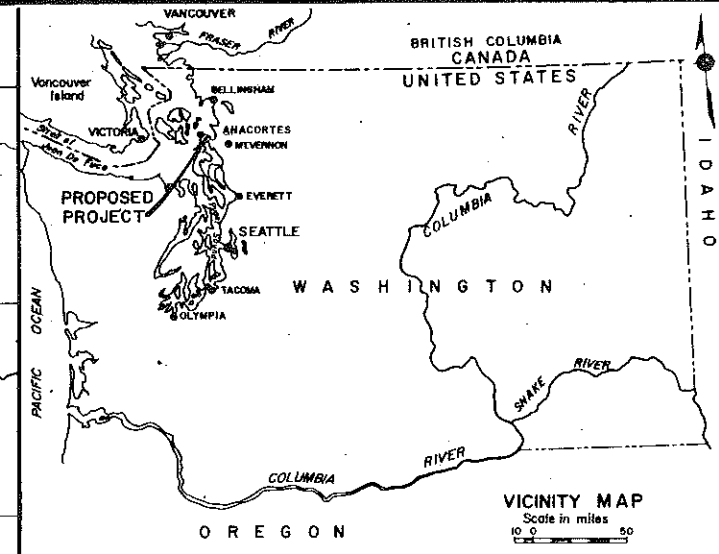 VANCOUVER
FRASER RIVER
BRITISH COLUMBIA
CANADA
UNITED STATES
Vancouver
Island
BELLINGHAM
VICTORIA
ANACORTES
MT.VERNON
Strait of
Juan De Fuca
PROPOSED
PROJECT
EVERETT
SEATTLE
TACOMA
OLYMPIA
WASHINGTON
COLUMBIA
RIVER
IDAHO
PACIFIC OCEAN
SNAKE RIVER
COLUMBIA RIVER
OREGON
VICINITY MAP
Scale in miles
10 0 50